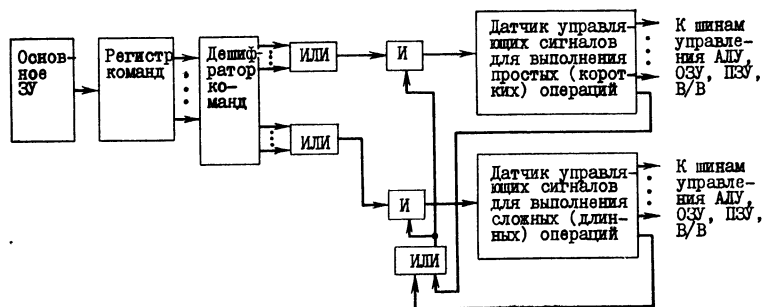 Основ-
ное
ЗУ
Регистр
команд
Дешиф-
ратор
ко-
манд
ИЛИ
И
Датчик управля-
ющих сигналов
для выполнения
простых (корот-
ких) операций
К шинам
управле-
ния АЛУ,
ОЗУ, ПЗУ,
В/В
ИЛИ
И
Датчик управля-
ющих сигналов
для выполнения
сложных (длин-
ных) операций
К шинам
управле-
ния АЛУ,
ОЗУ, ПЗУ,
В/В
ИЛИ